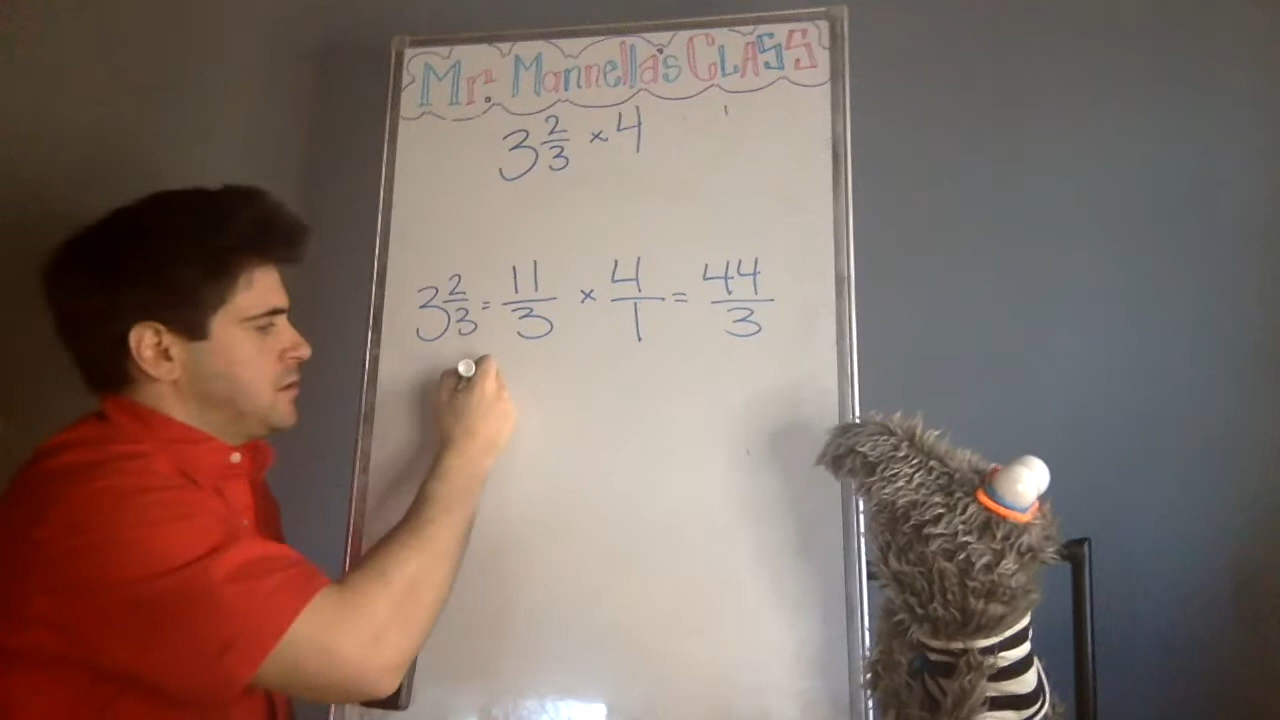 Mr. Mannella's CLASS
3 2/3 × 4
3 2/3 = 11/3 × 4/1 = 44/3